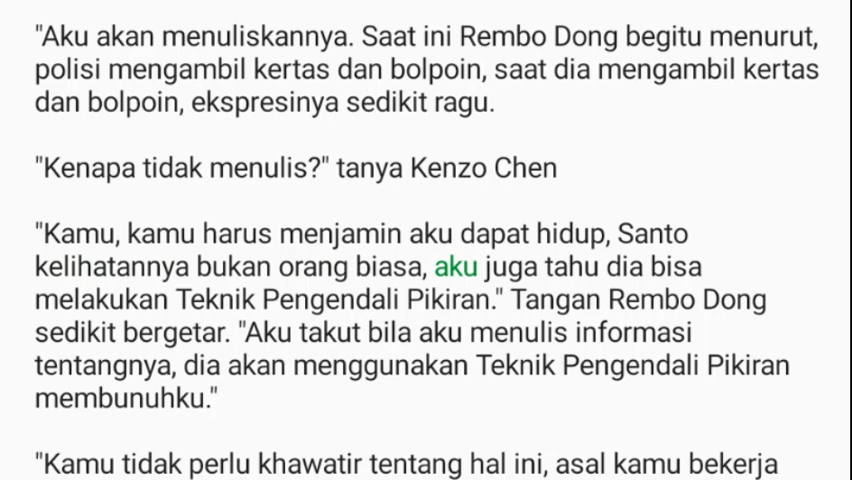 "Aku akan menuliskannya. Saat ini Rembo Dong begitu menurut,
polisi mengambil kertas dan bolpoin, saat dia mengambil kertas
dan bolpoin, ekspresinya sedikit ragu.
"Kenapa tidak menulis?" tanya Kenzo Chen
"Kamu, kamu harus menjamin aku dapat hidup, Santo
kelihatannya bukan orang biasa, aku juga tahu dia bisa
melakukan Teknik Pengendali Pikiran." Tangan Rembo Dong
sedikit bergetar. "Aku takut bila aku menulis informasi
tentangnya, dia akan menggunakan Teknik Pengendali Pikiran
membunuhku."
"Kamu tidak perlu khawatir tentang hal ini, asal kamu bekerja